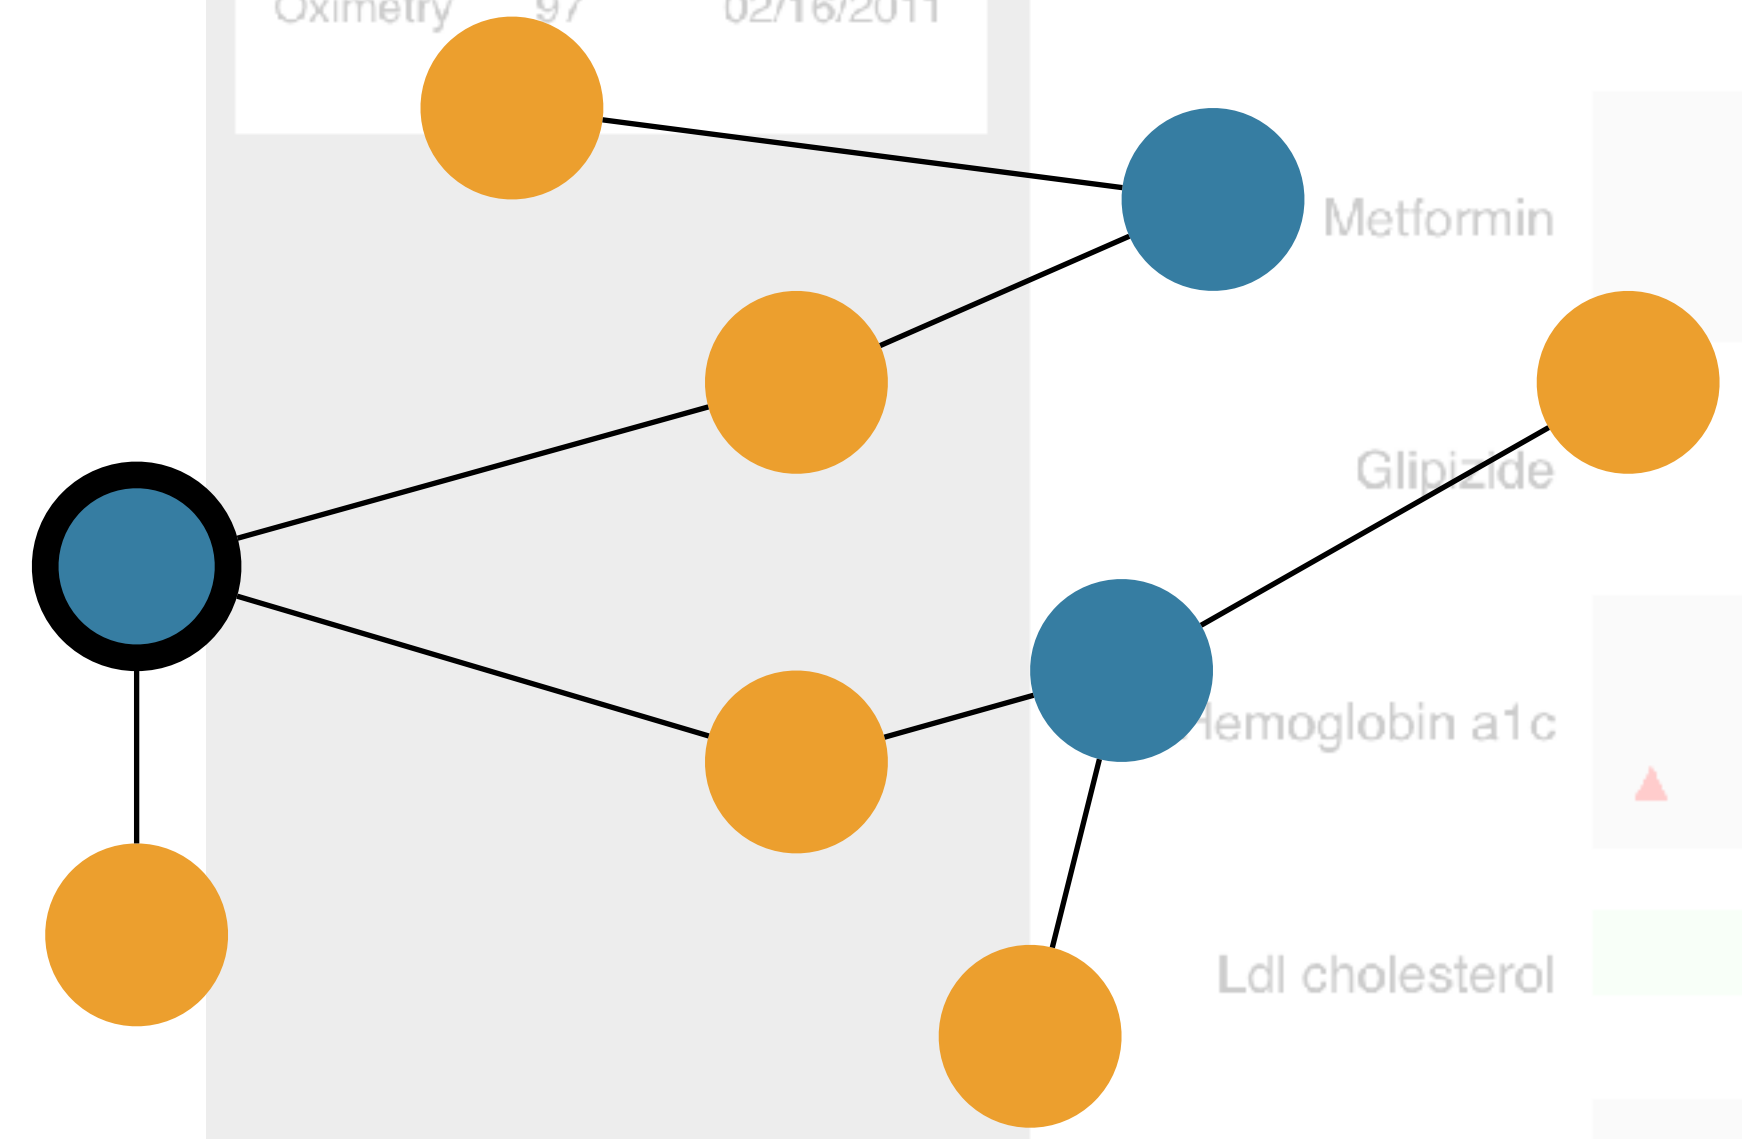 Oximetry 97 02/16/2011
Metformin
Glipizide
Hemoglobin a1c
Ldl cholesterol